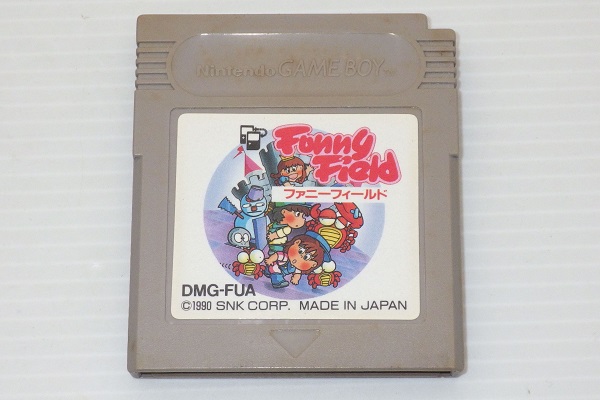 Nintendo GAME BOY™
Funny
Field
ファニーフィールド
DMG-FUA
©1990 SNK CORP. MADE IN JAPAN